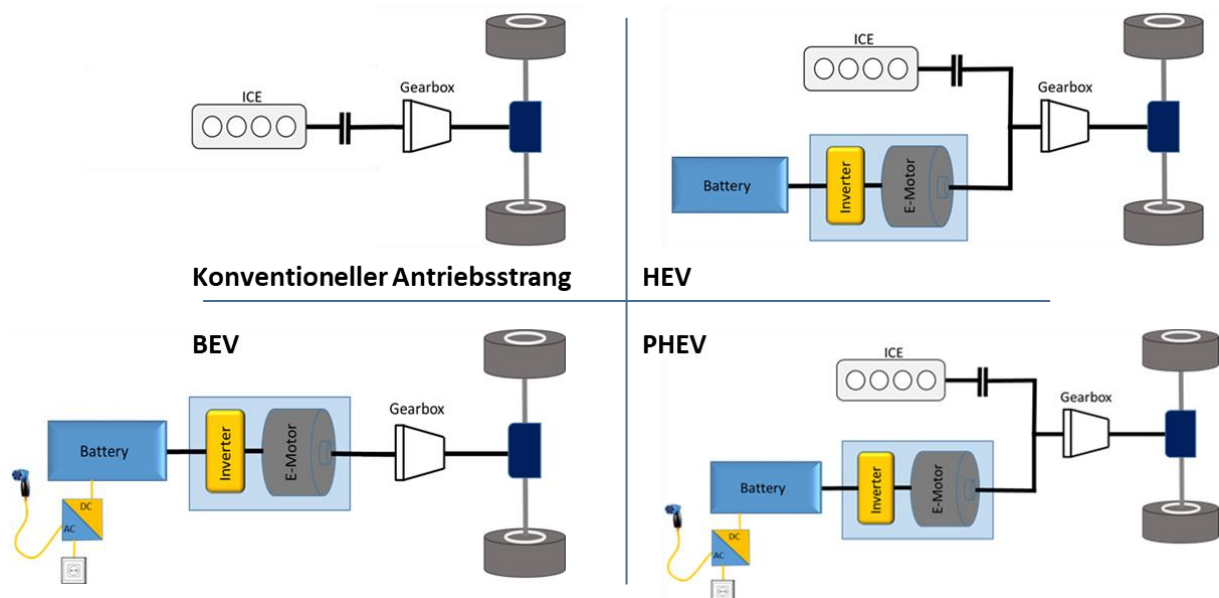 ICE
Gearbox
Konventioneller Antriebsstrang
ICE
Gearbox
Battery
Inverter
E-Motor
HEV
BEV
Gearbox
Battery
Inverter
E-Motor
DC
AC
PHEV
ICE
Gearbox
Battery
Inverter
E-Motor
DC
AC